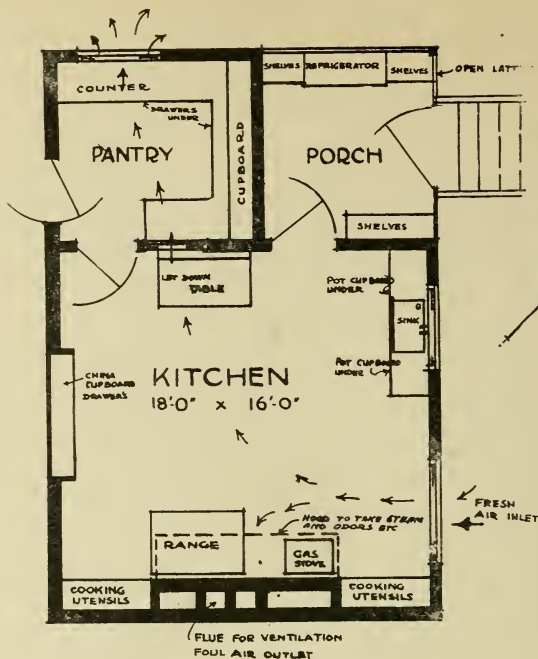 SHELVES
REFRIGERATOR
SHELVES
OPEN LATT
COUNTER
DRAWERS
UNDER
PANTRY
CUPBOARD
PORCH
SHELVES
LET DOWN
TABLE
POT CUPBOARD
UNDER
SINK
POT CUPBOARD
UNDER
CHINA
CUPBOARD
DRAWERS
KITCHEN
18'-0" x 16'-0"
FRESH
AIR INLET
HOOD TO TAKE STEAM
AND ODORS ETC
RANGE
GAS
STOVE
COOKING
UTENSILS
COOKING
UTENSILS
FLUE FOR VENTILATION
FOUL AIR OUTLET